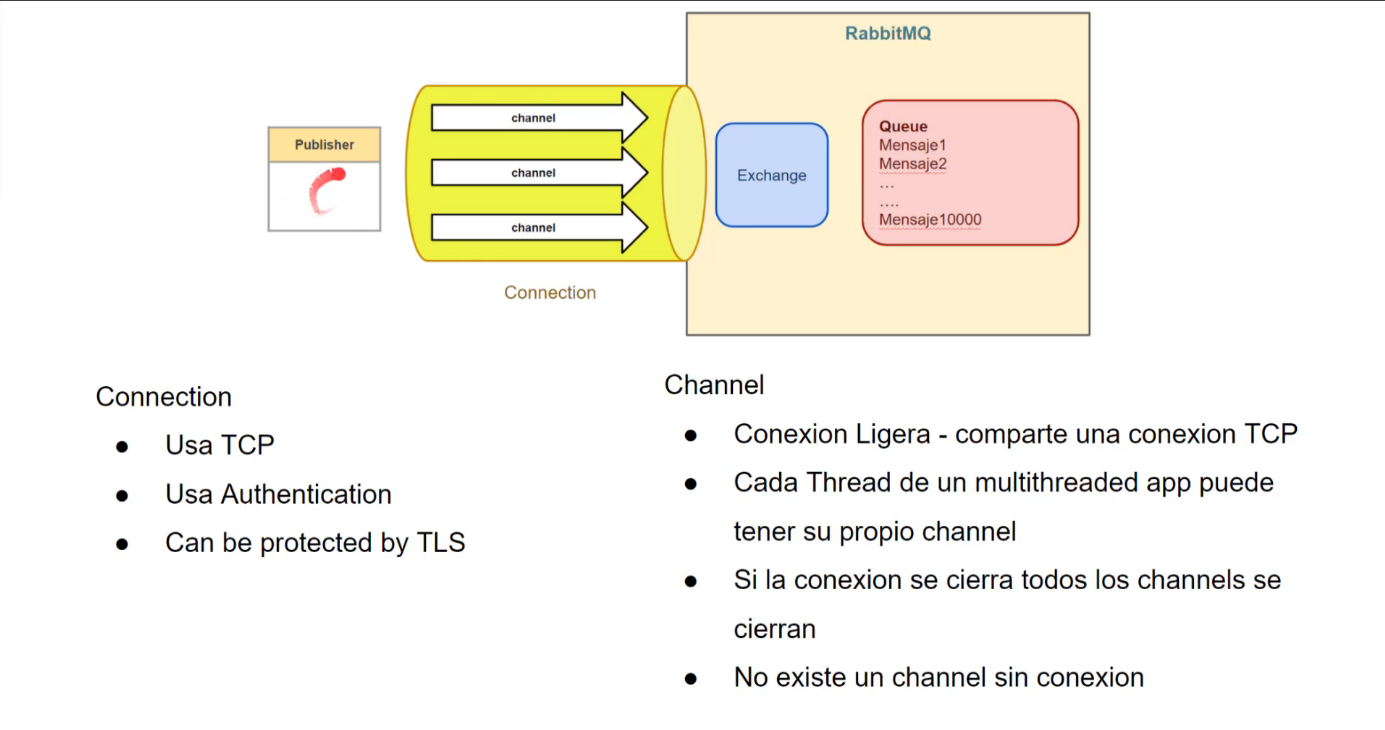 RabbitMQ
Publisher
channel
channel
channel
Connection
Exchange
Queue
Mensaje1
Mensaje2
...
....
Mensaje10000
Connection
● Usa TCP
● Usa Authentication
● Can be protected by TLS
Channel
● Conexion Ligera - comparte una conexion TCP
● Cada Thread de un multithreaded app puede
tener su propio channel
● Si la conexion se cierra todos los channels se
cierran
● No existe un channel sin conexion